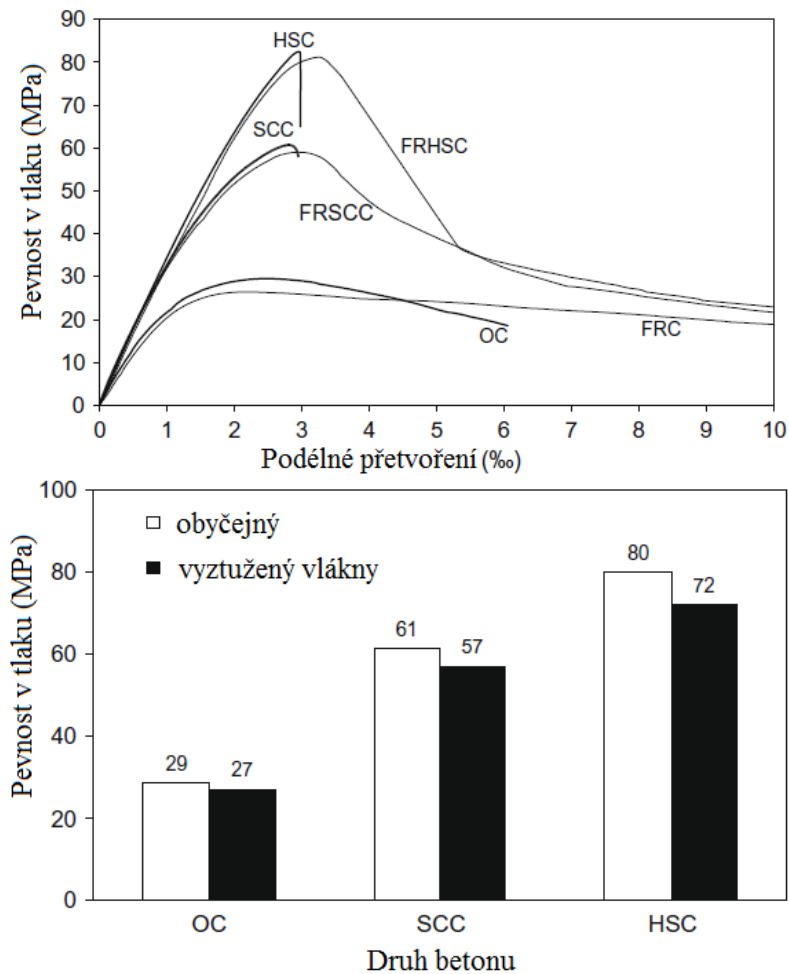 Pevnost v tlaku (MPa)
90
80
70
60
50
40
30
20
10
0
HSC
SCC
FRHSC
FRSCC
OC
FRC
0 1 2 3 4 5 6 7 8 9 10
Podélné přetvoření (‰)
Pevnost v tlaku (MPa)
100
80
60
40
20
0
obyčejný
vyztužený vlákny
29 27
61 57
80 72
OC SCC HSC
Druh betonu